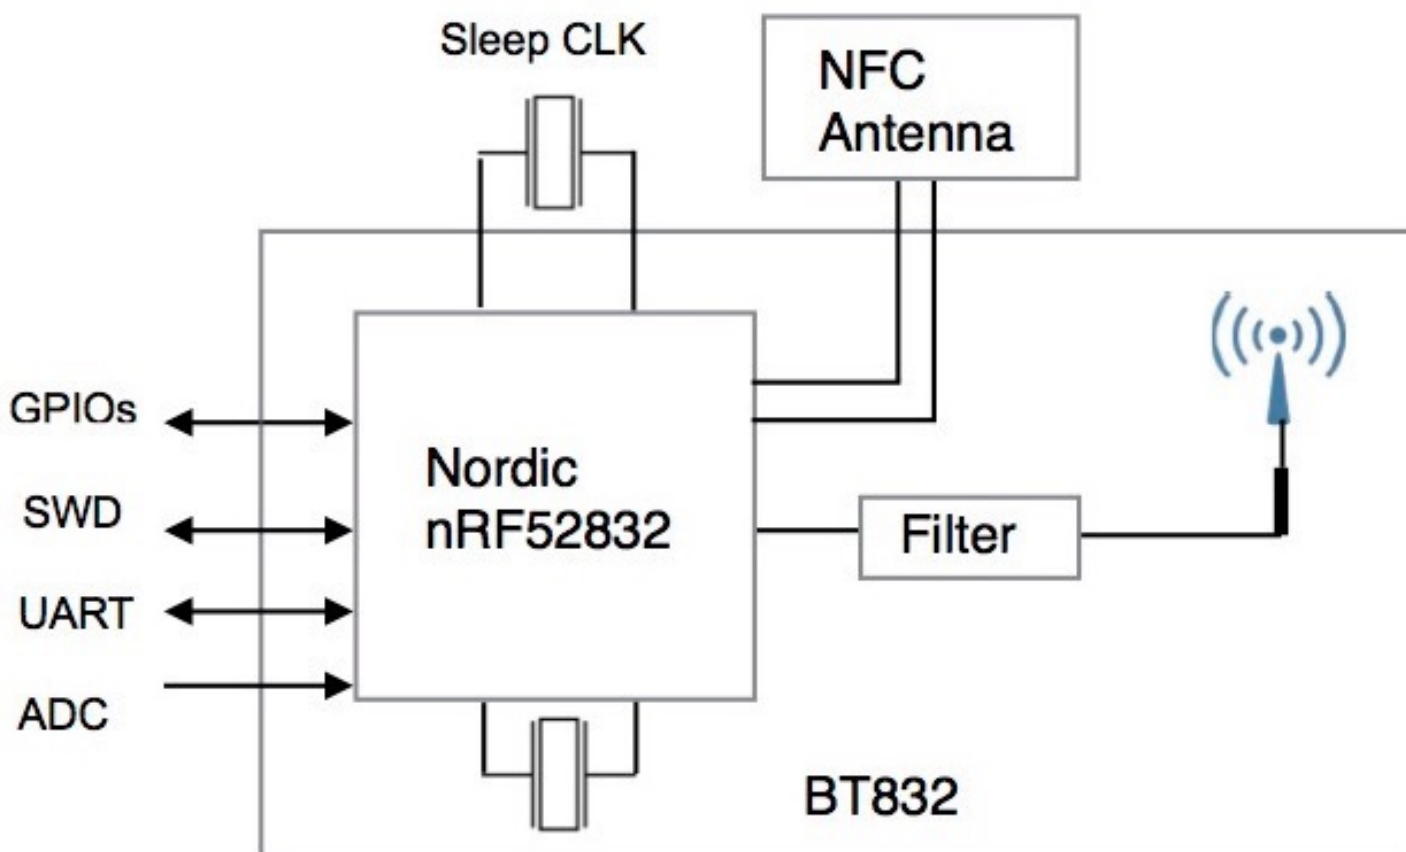 Sleep CLK
NFC
Antenna
GPIOs
SWD
UART
ADC
Nordic
nRF52832
Filter
BT832